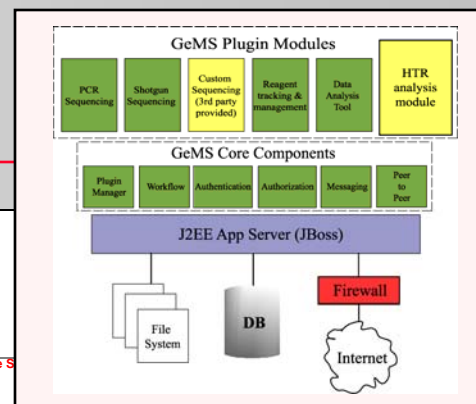 GeMS Plugin Modules
PCR
Sequencing
Shotgun
Sequencing
Custom
Sequencing
(3rd party
provided)
Reagent
tracking &
management
Data
Analysis
Tool
HTR
analysis
module
GeMS Core Components
Plugin
Manager
Workflow
Authentication
Authorization
Messaging
Peer
to
Peer
J2EE App Server (JBoss)
File
System
DB
Firewall
Internet
e S